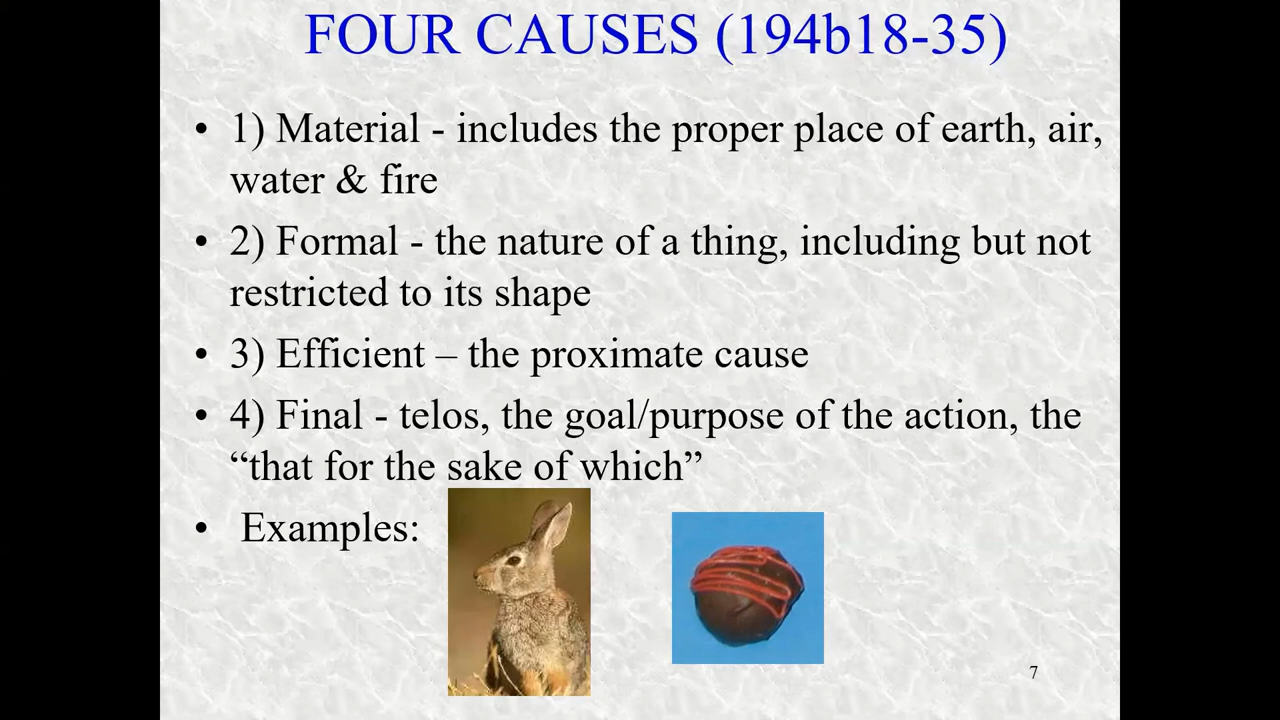 FOUR CAUSES (194b18-35)
• 1) Material - includes the proper place of earth, air,
water & fire
• 2) Formal - the nature of a thing, including but not
restricted to its shape
• 3) Efficient – the proximate cause
• 4) Final - telos, the goal/purpose of the action, the
“that for the sake of which”
• Examples:
7